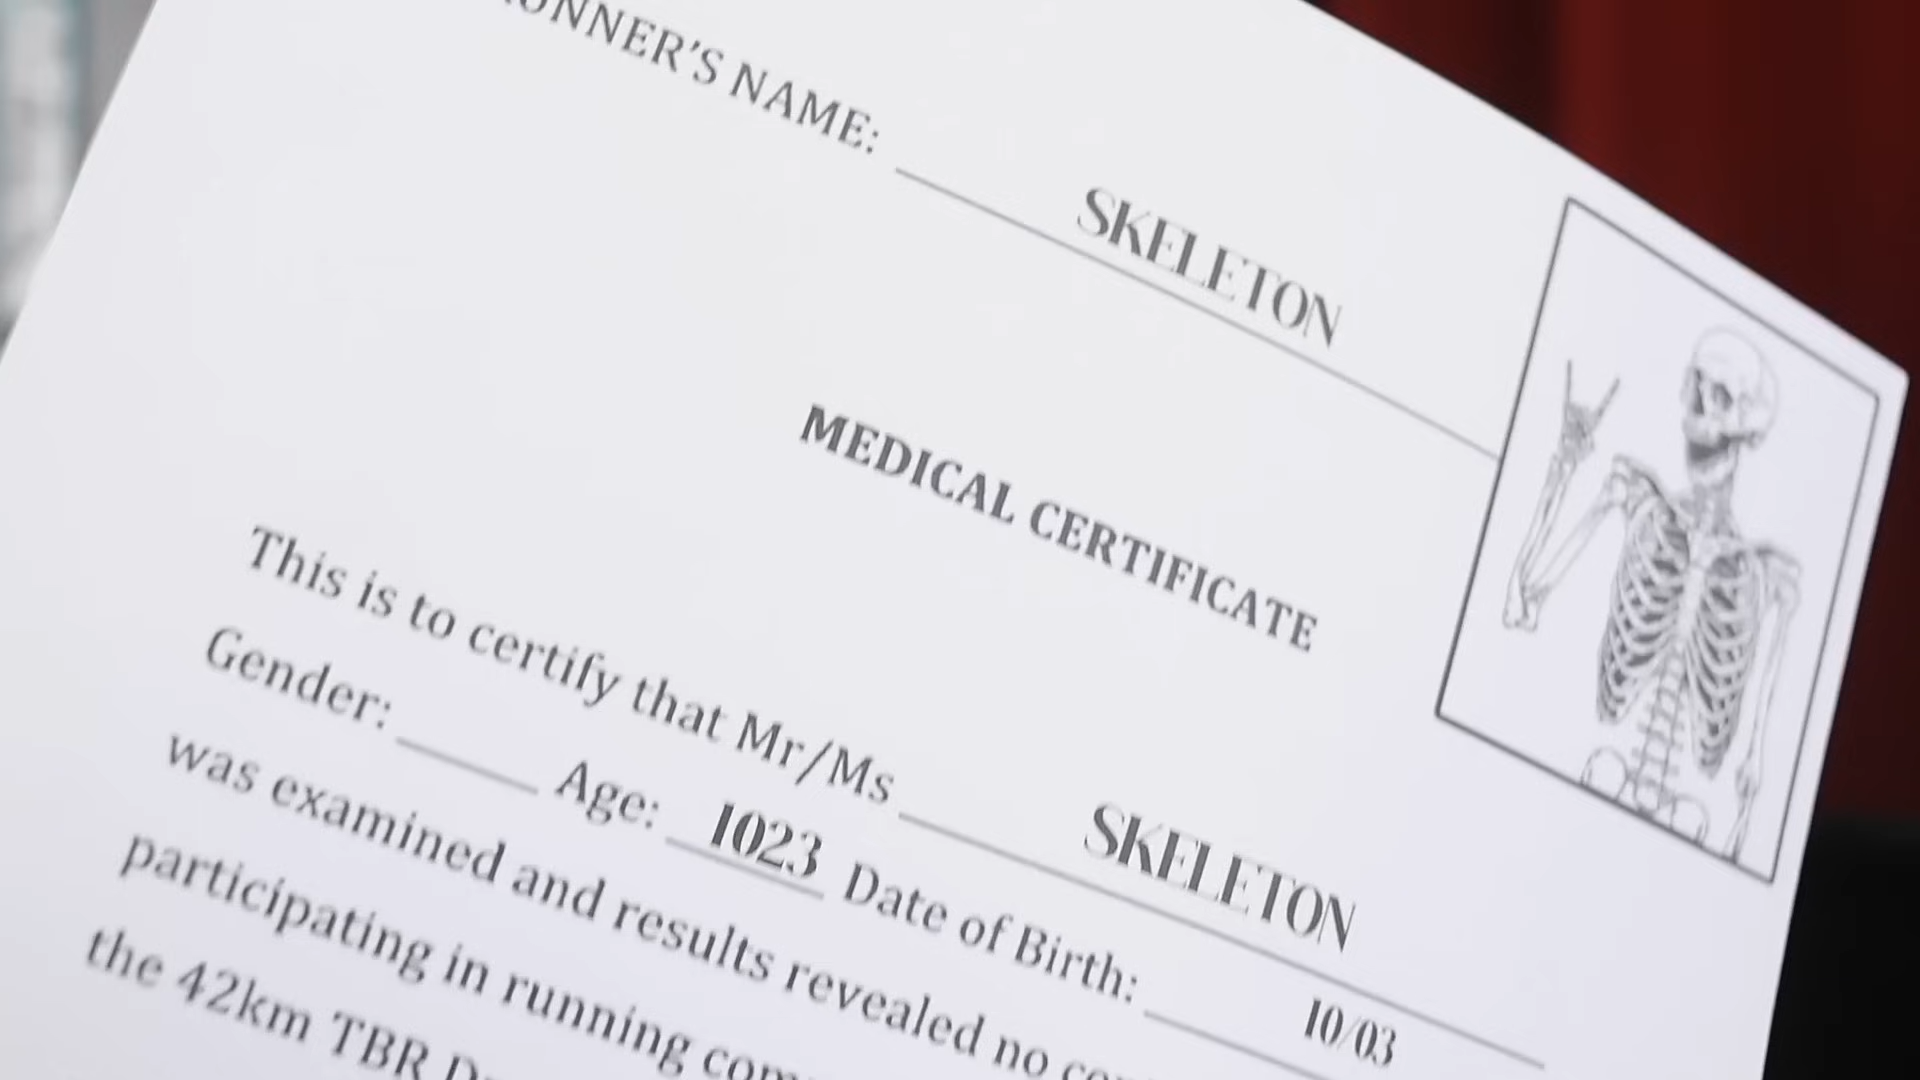 NAME:
SKELETON
MEDICAL CERTIFICATE
This is to certify that Mr/Ms SKELETON
Gender: Age: 1023 Date of Birth: 10/03
was examined and results revealed no
participating in running
the 42km TBR